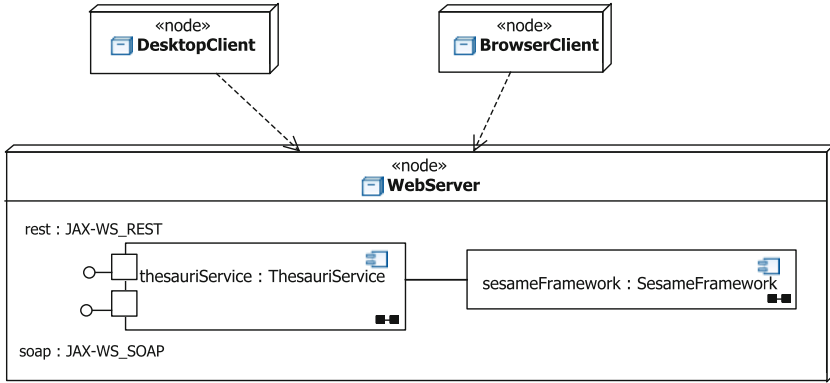 «node»
DesktopClient
«node»
BrowserClient
«node»
WebServer
rest : JAX-WS_REST
thesauriService : ThesauriService
sesameFramework : SesameFramework
soap : JAX-WS_SOAP